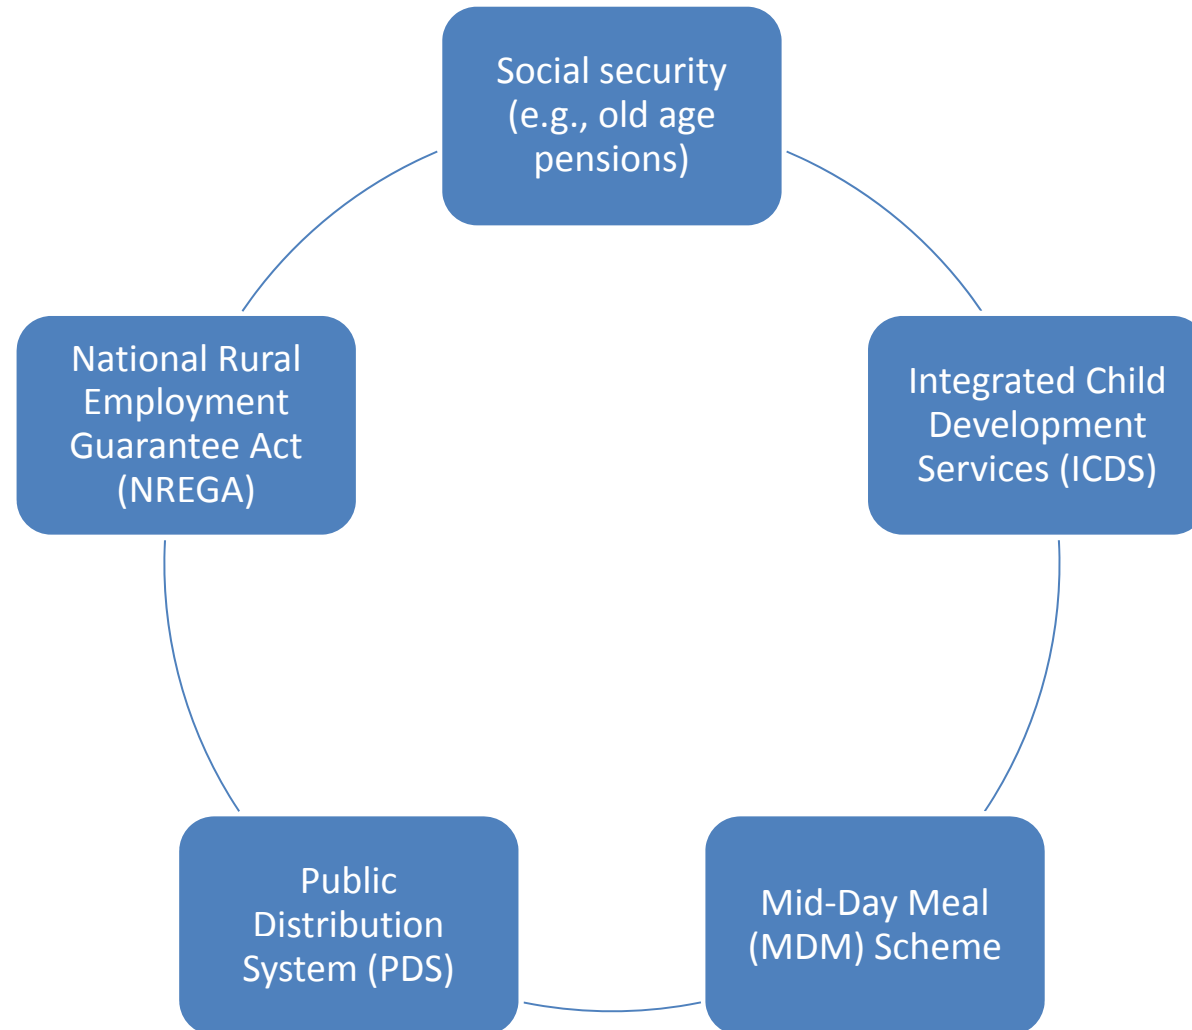 Social security
(e.g., old age
pensions)
National Rural
Employment
Guarantee Act
(NREGA)
Integrated Child
Development
Services (ICDS)
Public
Distribution
System (PDS)
Mid-Day Meal
(MDM) Scheme